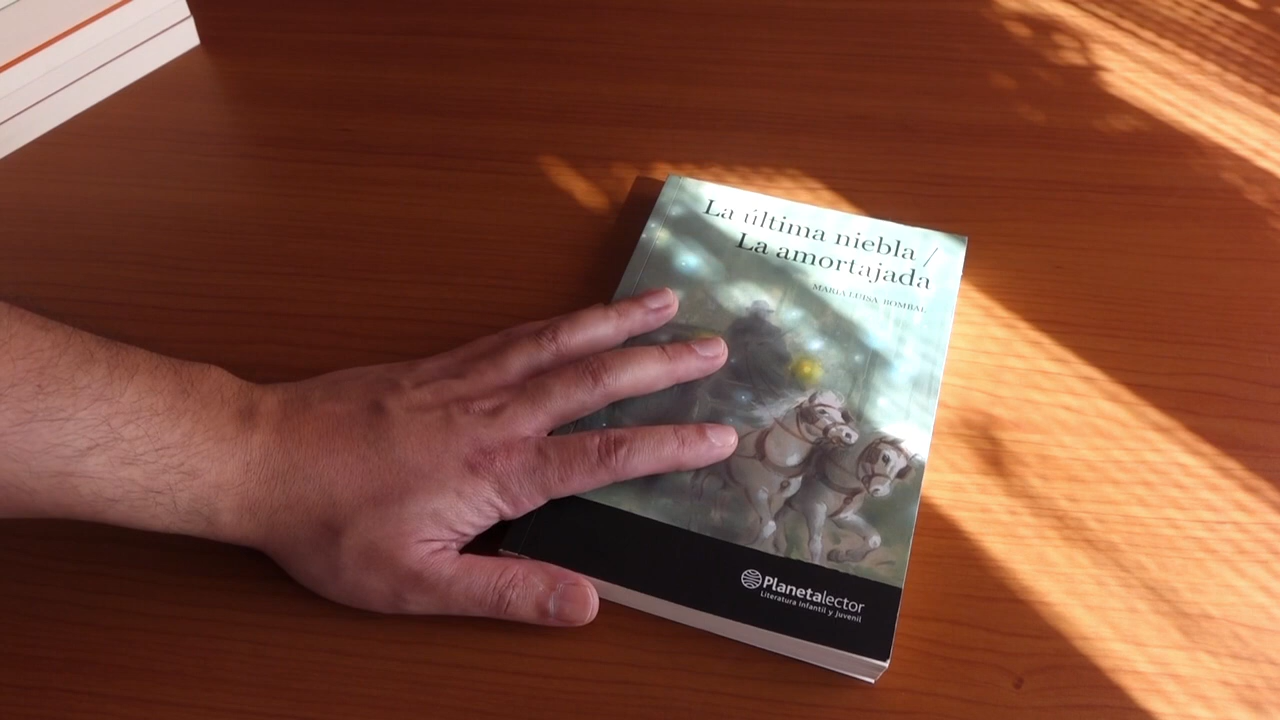 La última niebla /
La amortajada
MARÍA LUISA BOMBAL
Planetalector
Literatura Infantil y Juvenil